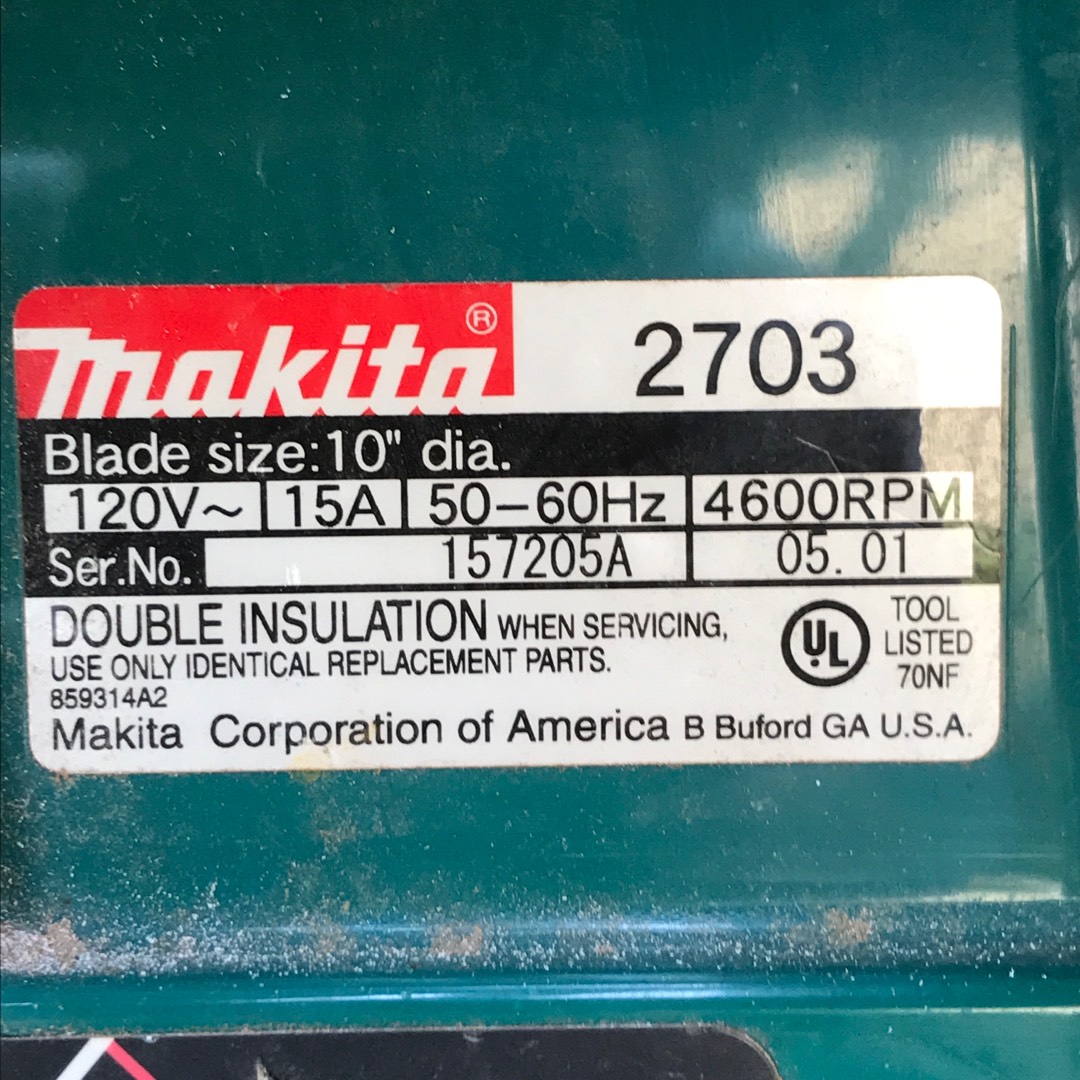 Makita® 2703
Blade size:10" dia.
120V~ 15A 50-60Hz 4600RPM
Ser.No. 157205A 05.01
DOUBLE INSULATION WHEN SERVICING,
USE ONLY IDENTICAL REPLACEMENT PARTS.
859314A2
Makita Corporation of America B Buford GA U.S.A.
UL
TOOL
LISTED
70NF